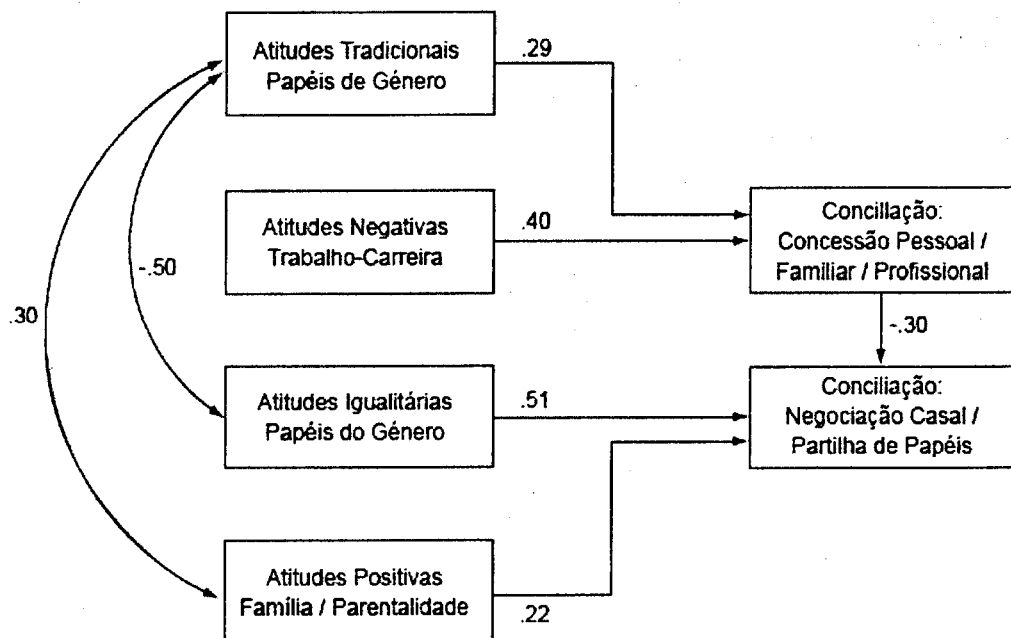 Atitudes Tradicionais
Papéis de Género
.29
Atitudes Negativas
Trabalho-Carreira
.40
Conciliação:
Concessão Pessoal /
Familiar / Profissional
-.50
.30
-.30
Atitudes Igualitárias
Papéis do Género
.51
Conciliação:
Negociação Casal /
Partilha de Papéis
Atitudes Positivas
Família / Parentalidade
.22